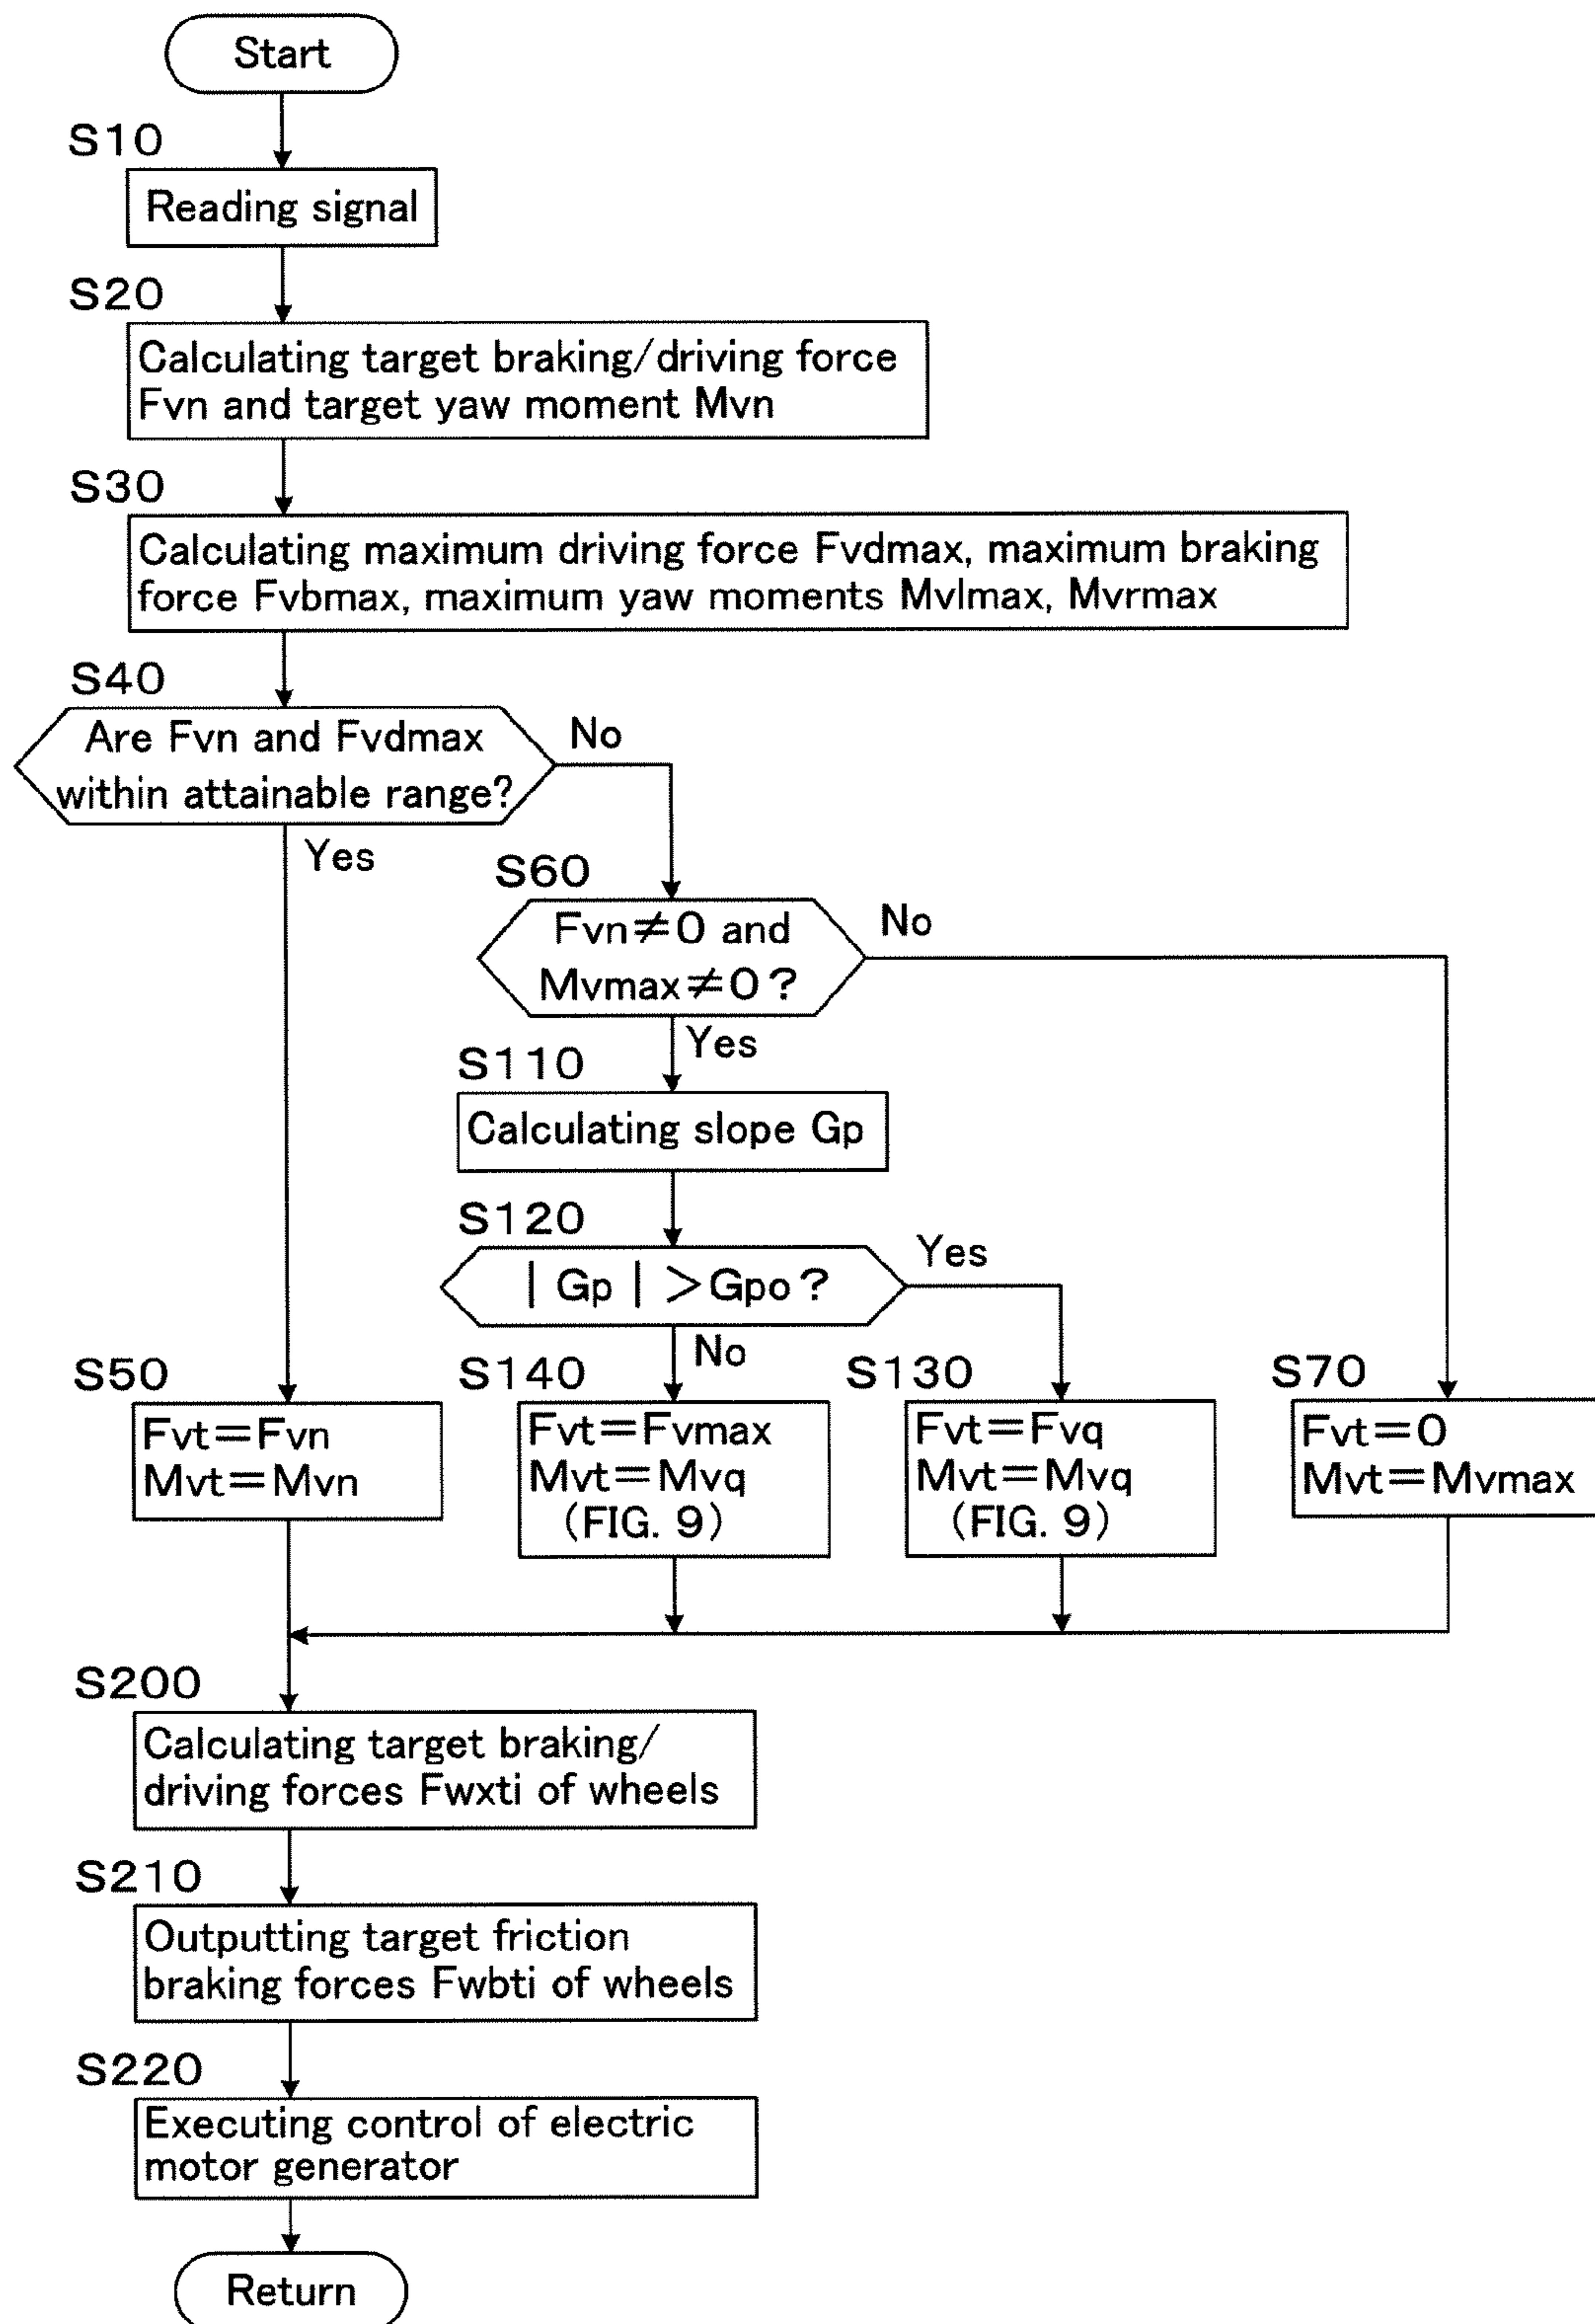 Start
S10
Reading signal
S20
Calculating target braking/driving force
Fvn and target yaw moment Mvn
S30
Calculating maximum driving force Fvdmax, maximum braking
force Fvbmax, maximum yaw moments Mvlmax, Mvrmax
S40
Are Fvn and Fvdmax
within attainable range?
No
Yes
S60
Fvn≠0 and
Mvmax≠0?
No
Yes
S110
Calculating slope Gp
S120
| Gp | >Gpo?
Yes
No
S50
Fvt=Fvn
Mvt=Mvn
S140
Fvt=Fvmax
Mvt=Mvq
(FIG. 9)
S130
Fvt=Fvq
Mvt=Mvq
(FIG. 9)
S70
Fvt=0
Mvt=Mvmax
S200
Calculating target braking/
driving forces Fwxti of wheels
S210
Outputting target friction
braking forces Fwbti of wheels
S220
Executing control of electric
motor generator
Return